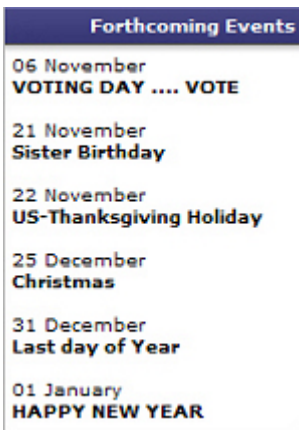 Forthcoming Events
06 November
VOTING DAY .... VOTE
21 November
Sister Birthday
22 November
US-Thanksgiving Holiday
25 December
Christmas
31 December
Last day of Year
01 January
HAPPY NEW YEAR